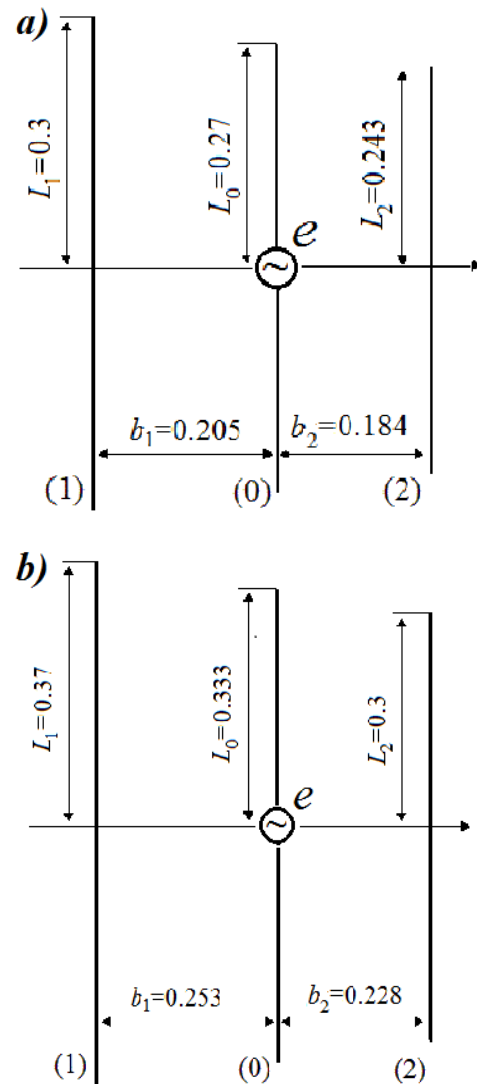 a)
L₁=0.3
L₀=0.27
L₂=0.243
e
~
b₁=0.205
b₂=0.184
(1)
(0)
(2)
b)
L₁=0.37
L₀=0.333
L₂=0.3
e
~
b₁=0.253
b₂=0.228
(1)
(0)
(2)